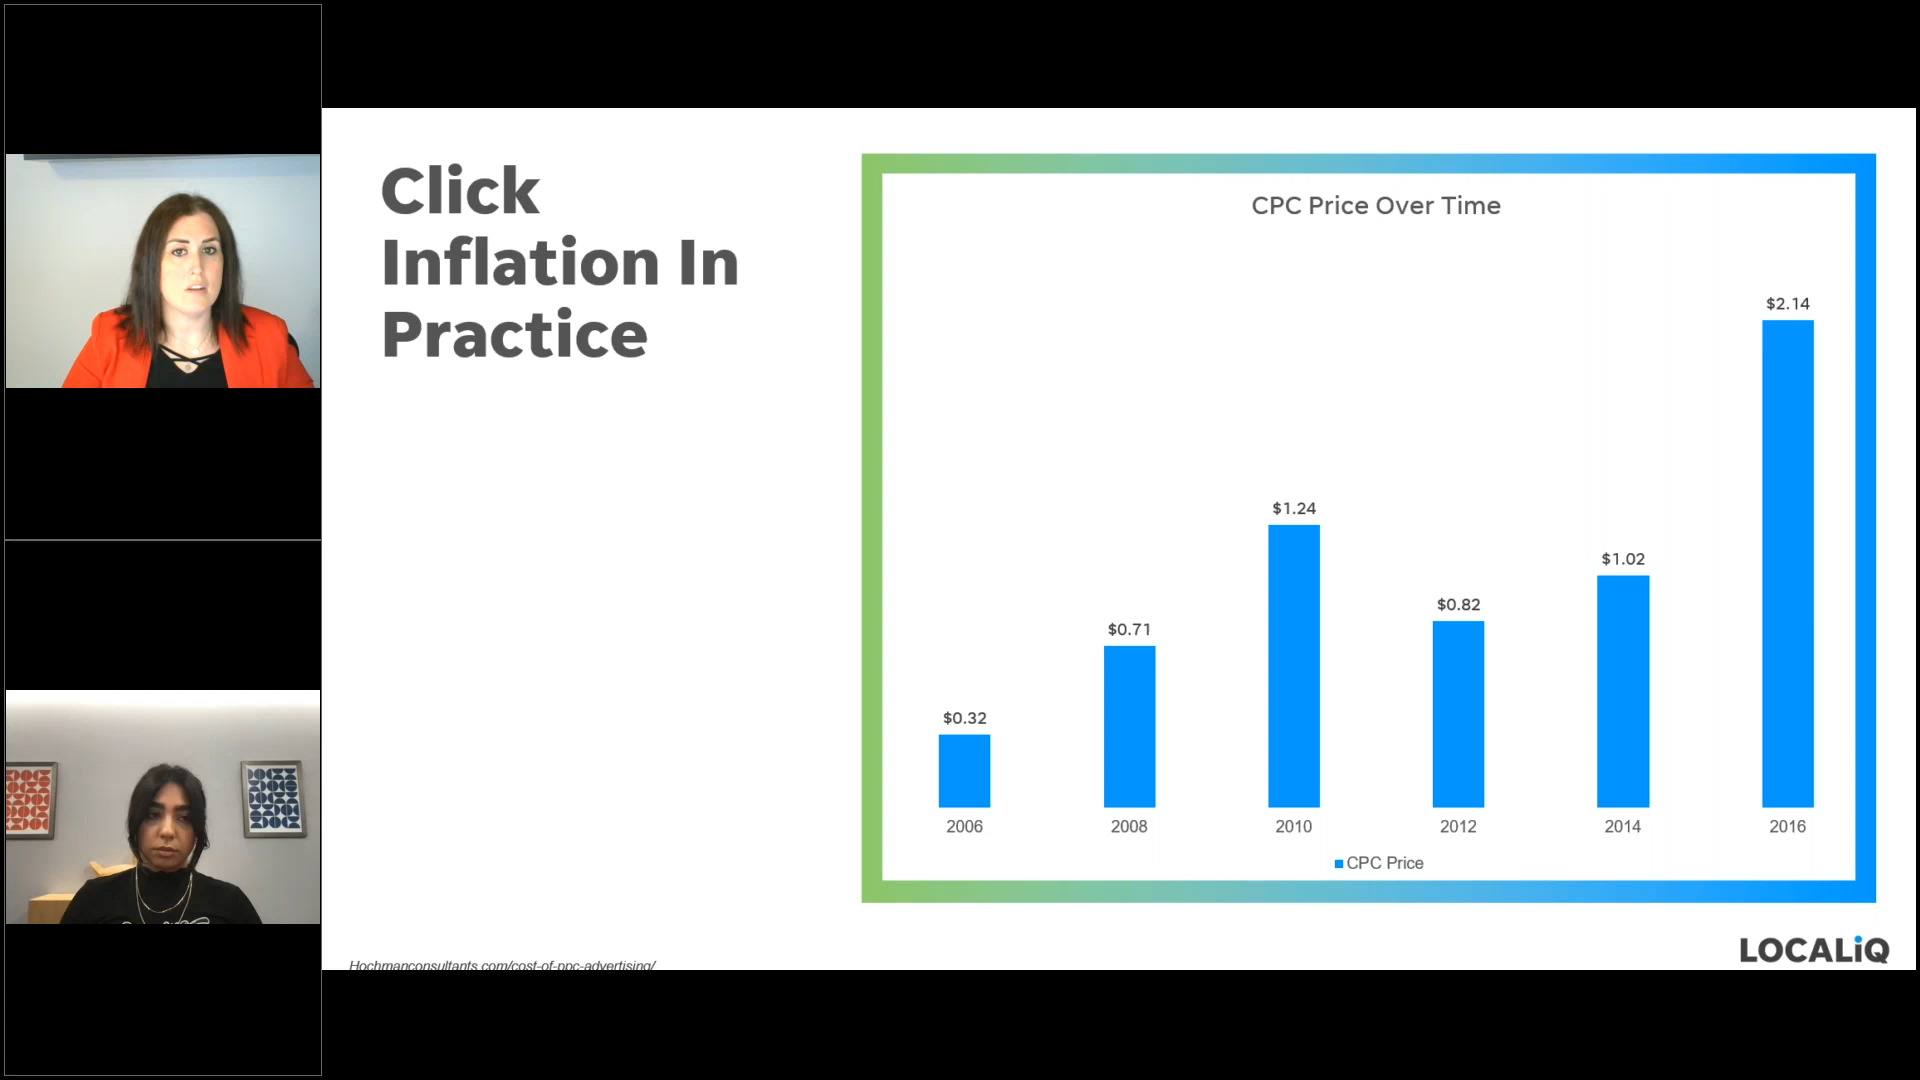 Click
Inflation In
Practice
CPC Price Over Time
$0.32
$0.71
$1.24
$0.82
$1.02
$2.14
2006
2008
2010
2012
2014
2016
CPC Price
Hochmanconsultants.com/cost-of-ppc-advertising/
LOCALiQ